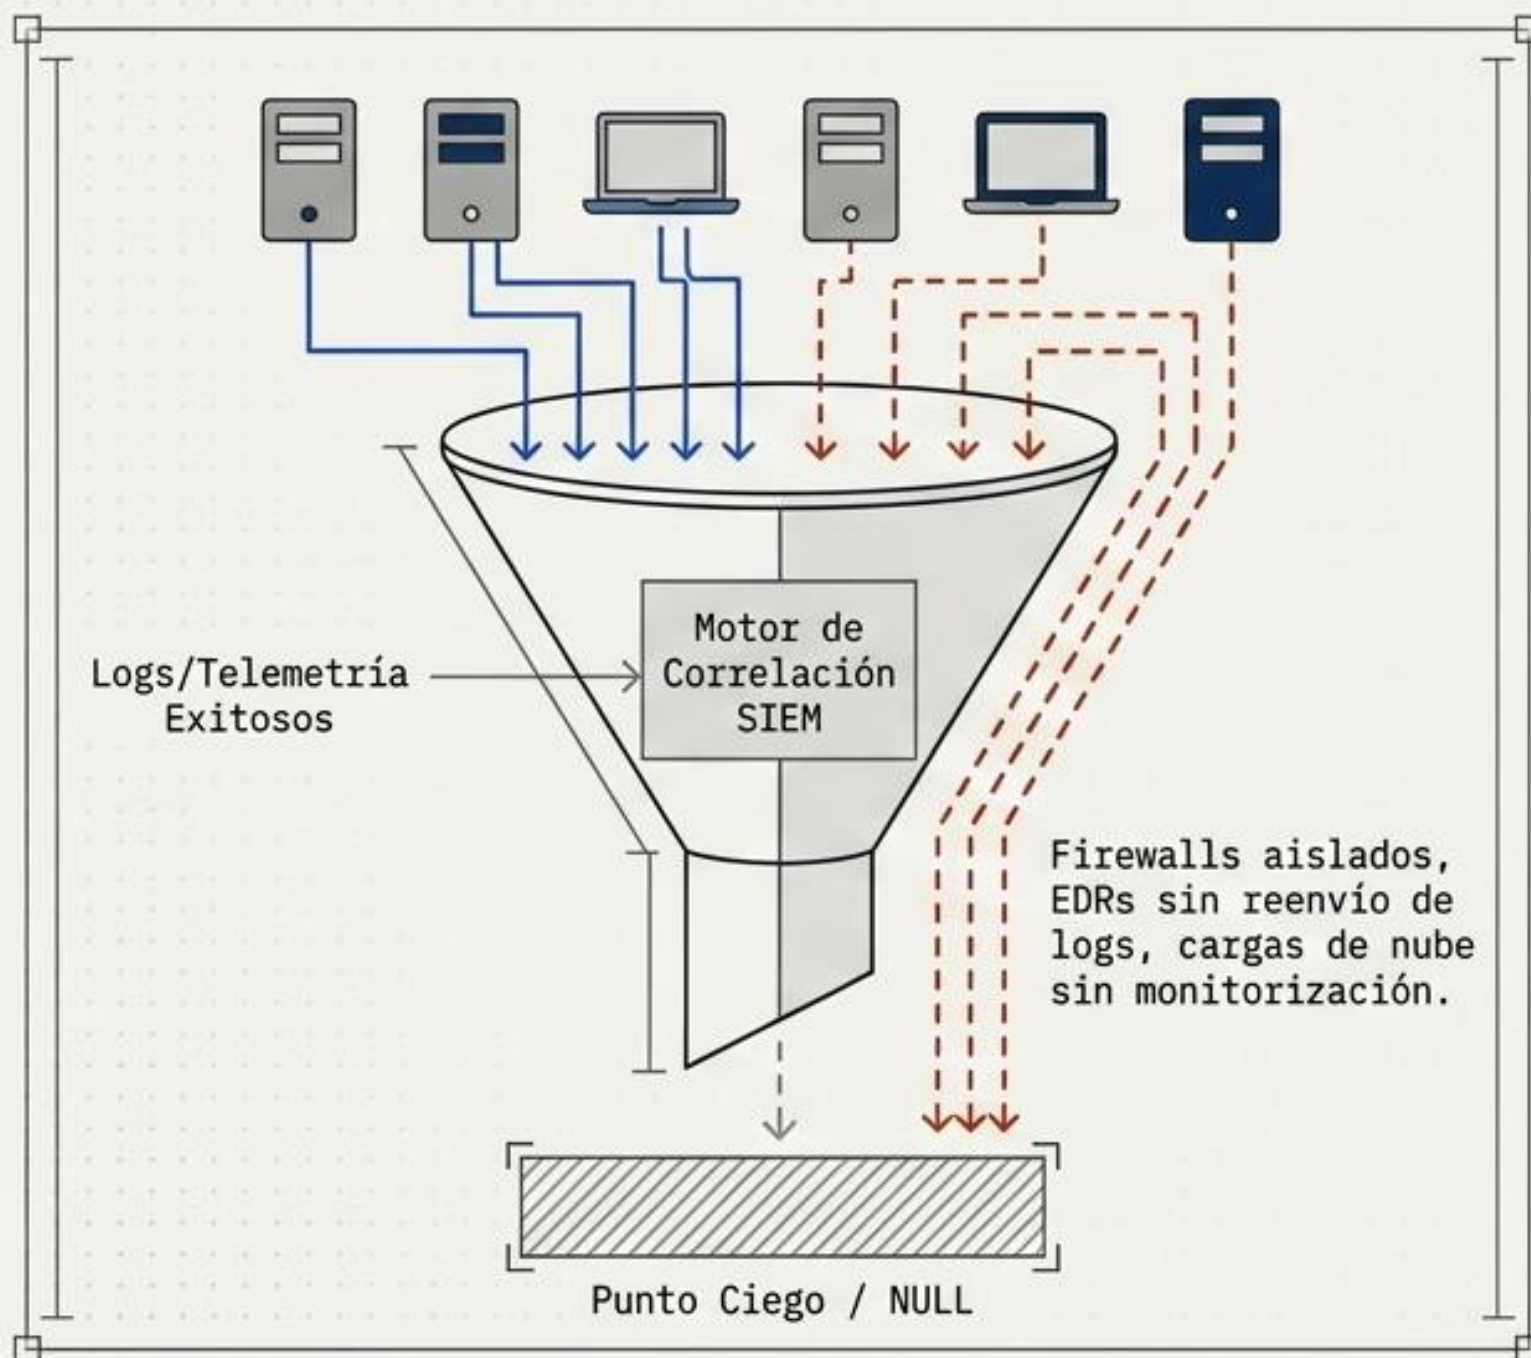 Motor de
Correlación
SIEM
Logs/Telemetría
Exitosos
Firewalls aislados,
EDRs sin reenvío de
logs, cargas de nube
sin monitorización.
Punto Ciego / NULL